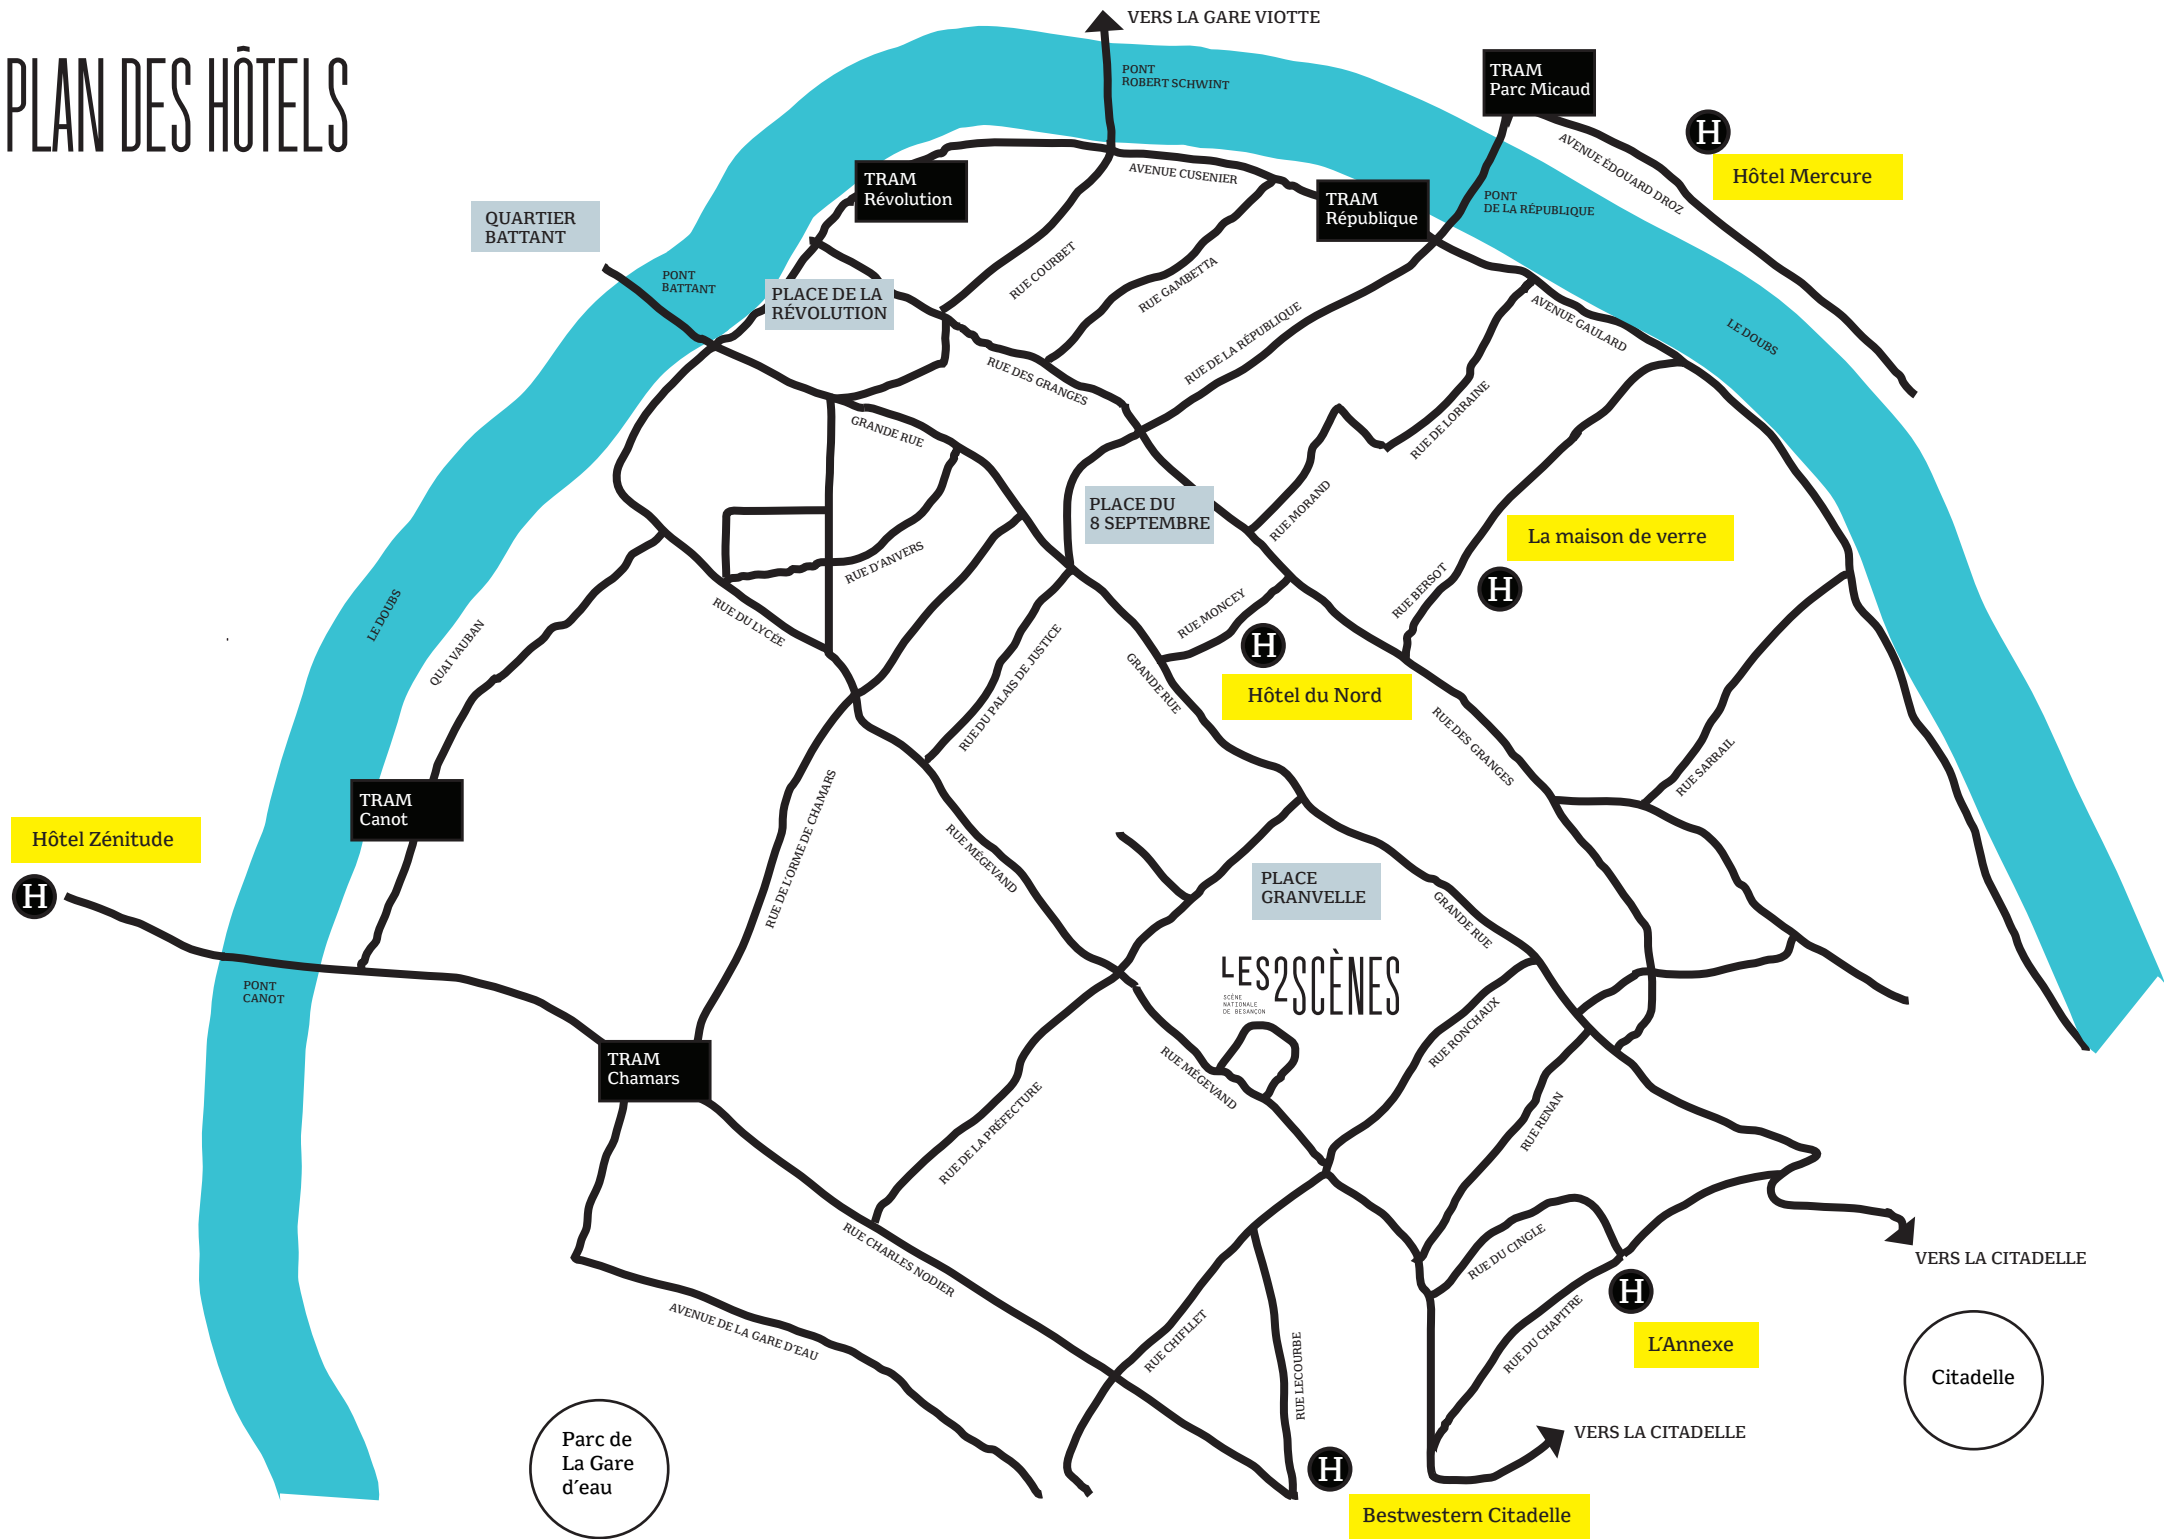 PLAN DES HÔTELS
VERS LA GARE VIOTTE
PONT
ROBERT SCHWINT
TRAM
Parc Micaud
H
Hôtel Mercure
AVENUE ÉDOUARD DROZ
TRAM
Révolution
AVENUE CUSENIER
TRAM
République
PONT
DE LA RÉPUBLIQUE
QUARTIER
BATTANT
PONT
BATTANT
PLACE DE LA
RÉVOLUTION
RUE COURBET
RUE GAMBETTA
RUE DE LA RÉPUBLIQUE
AVENUE GAULARD
LE DOUBS
RUE DES GRANGES
GRANDE RUE
RUE DE LORRAINE
RUE MORAND
PLACE DU
8 SEPTEMBRE
La maison de verre
H
RUE D'ANVERS
RUE BERSOT
RUE DU LYCÉE
RUE MONCEY
H
Hôtel du Nord
LE DOUBS
QUAI VAUBAN
RUE DU PALAIS DE JUSTICE
GRANDE RUE
RUE DES GRANGES
RUE SARRAIL
TRAM
Canot
Hôtel Zénitude
H
RUE DE L'ORME DE CHAMARS
RUE MÉGEVAND
PLACE
GRANVELLE
GRANDE RUE
LES 2 SCÈNES
SCÈNE
NATIONALE
DE BESANÇON
PONT
CANOT
RUE RONCHAUX
TRAM
Chamars
RUE MÉGEVAND
RUE DE LA PRÉFECTURE
RUE RENAN
RUE CHARLES NODIER
RUE DU CINGLE
VERS LA CITADELLE
H
L'Annexe
AVENUE DE LA GARE D'EAU
RUE CHIFLLET
RUE LECOURBE
RUE DU CHAPITRE
Citadelle
VERS LA CITADELLE
Parc de
La Gare
d'eau
H
Bestwestern Citadelle